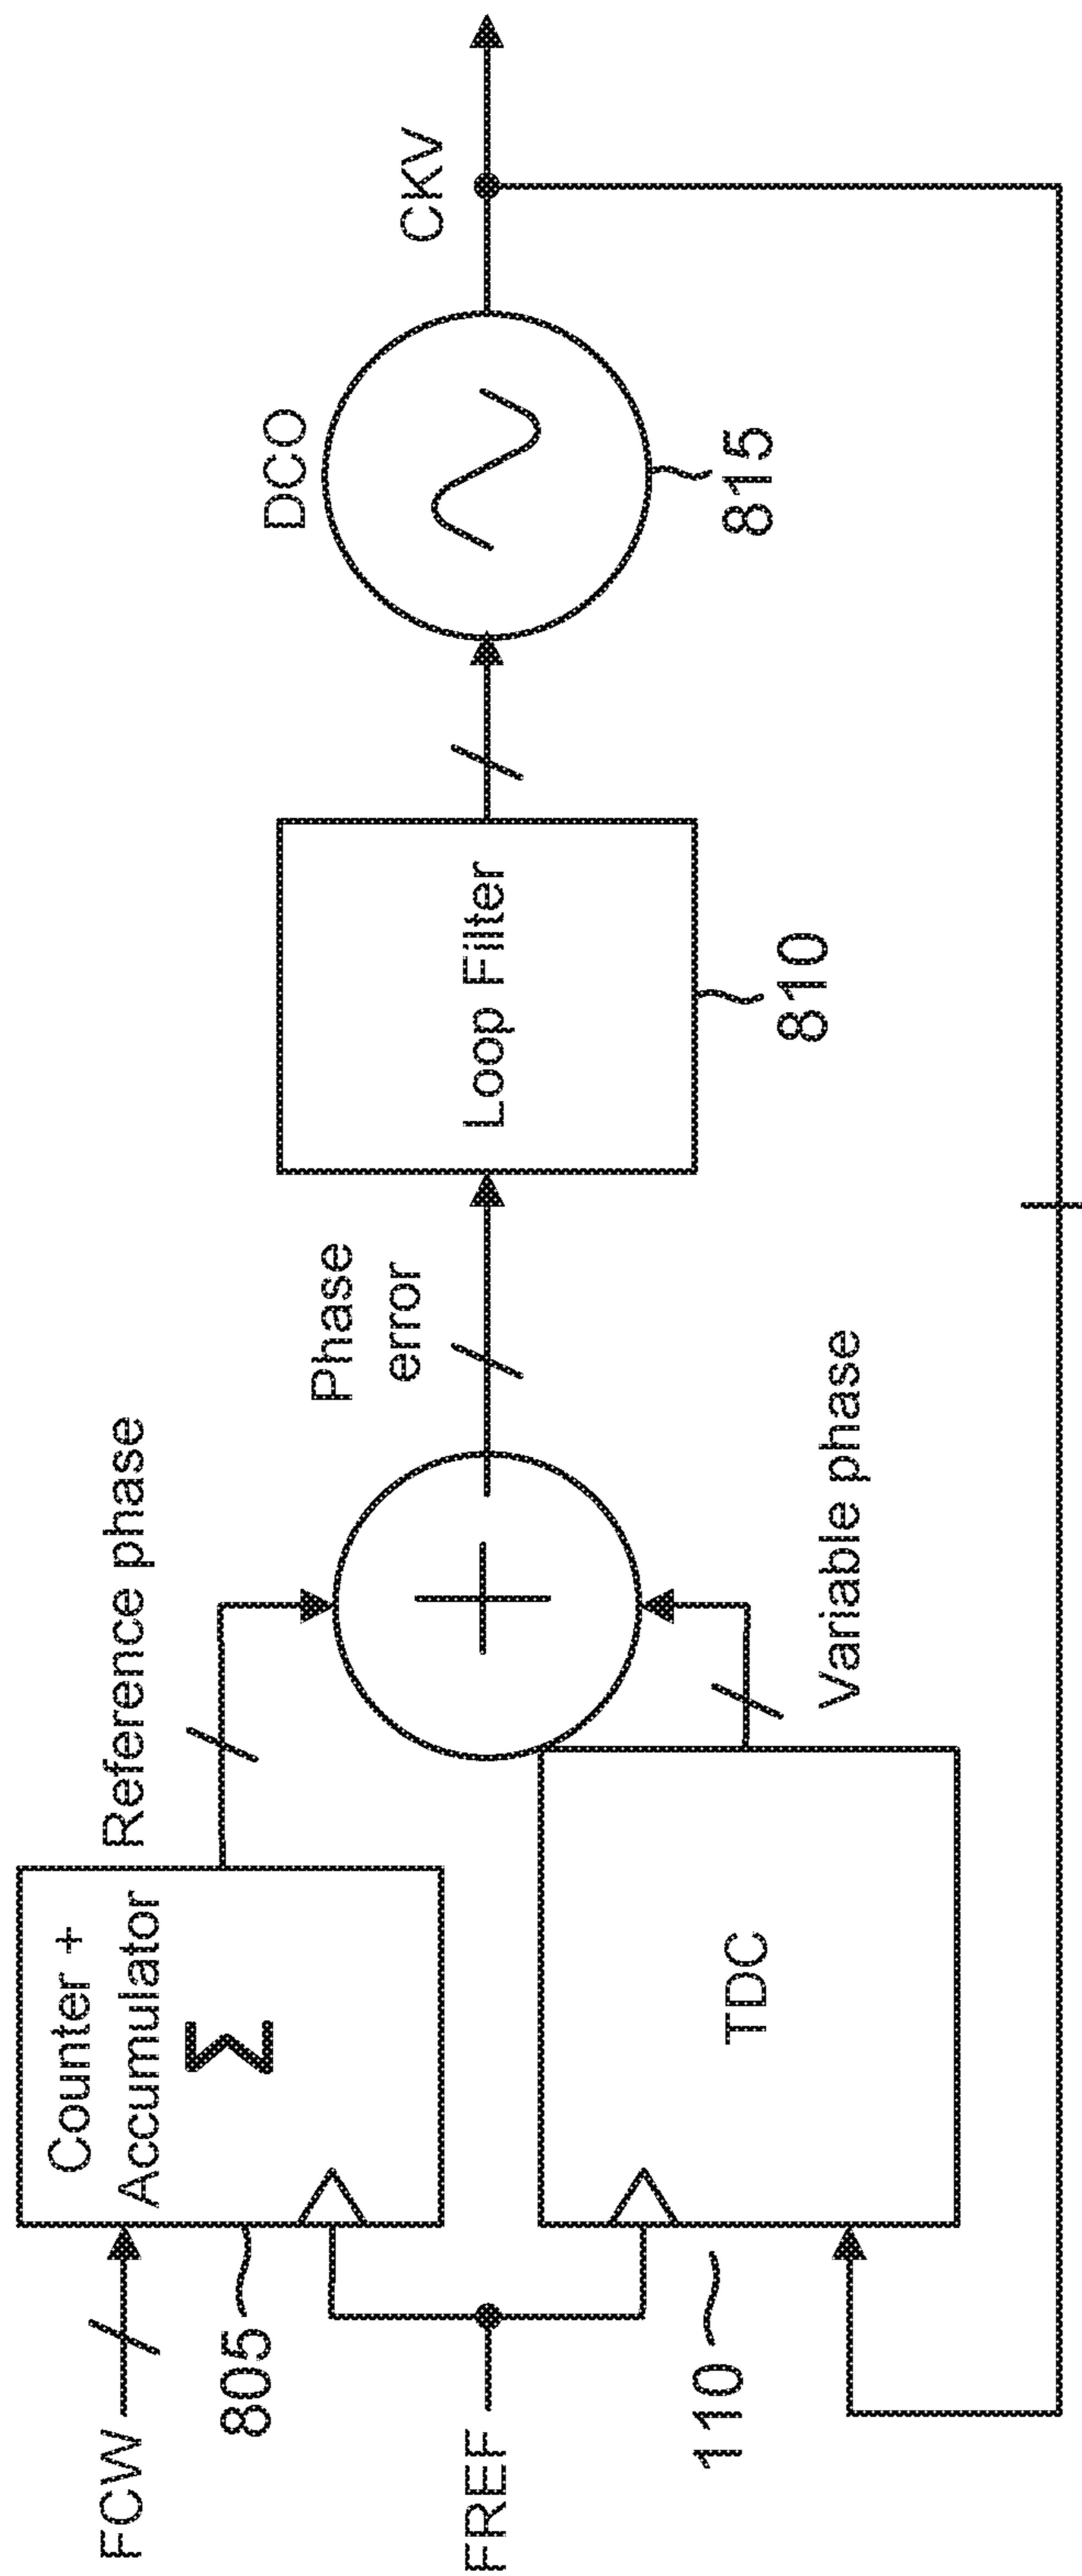 FCW
805
FREF
110
Counter +
Accumulator
Σ
TDC
Reference phase
Variable phase
+
Phase
error
Loop Filter
810
DCO
815
CKV